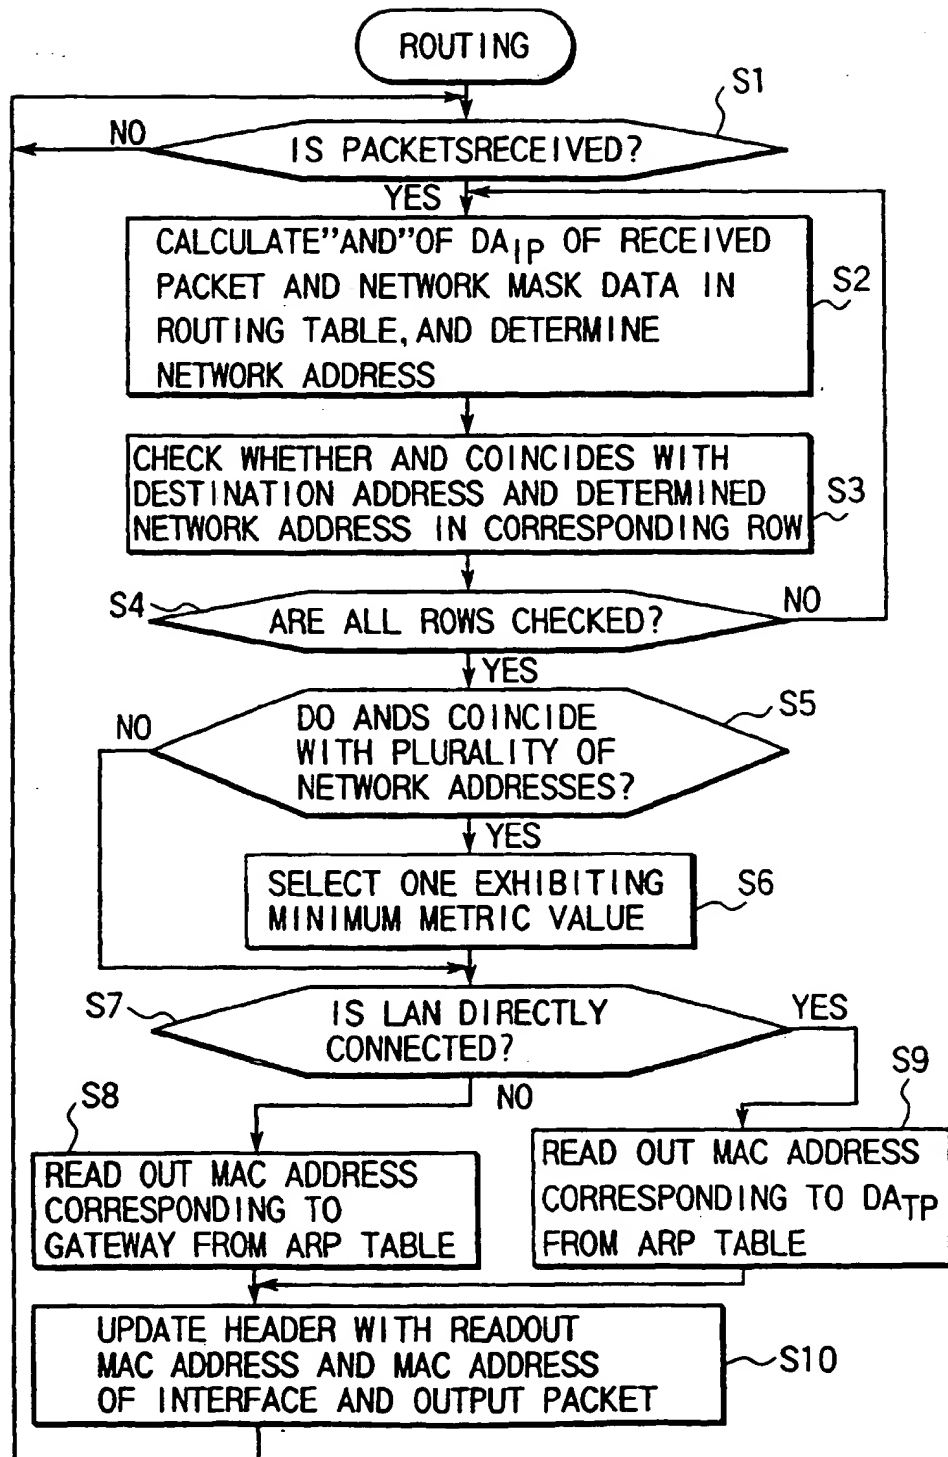 ROUTING
S1
NO
IS PACKETSRECEIVED?
YES
CALCULATE"AND"OF DAIP OF RECEIVED
PACKET AND NETWORK MASK DATA IN
ROUTING TABLE, AND DETERMINE
NETWORK ADDRESS
S2
CHECK WHETHER AND COINCIDES WITH
DESTINATION ADDRESS AND DETERMINED
NETWORK ADDRESS IN CORRESPONDING ROW
S3
S4
ARE ALL ROWS CHECKED?
NO
YES
S5
NO
DO ANDS COINCIDE
WITH PLURALITY OF
NETWORK ADDRESSES?
YES
SELECT ONE EXHIBITING
MINIMUM METRIC VALUE
S6
S7
IS LAN DIRECTLY
CONNECTED?
YES
NO
S8
S9
READ OUT MAC ADDRESS
CORRESPONDING TO
GATEWAY FROM ARP TABLE
READ OUT MAC ADDRESS
CORRESPONDING TO DATP
FROM ARP TABLE
UPDATE HEADER WITH READOUT
MAC ADDRESS AND MAC ADDRESS
OF INTERFACE AND OUTPUT PACKET
S10